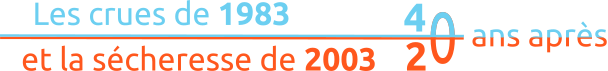 Les crues de 1983 40
et la sécheresse de 2003 20 ans après